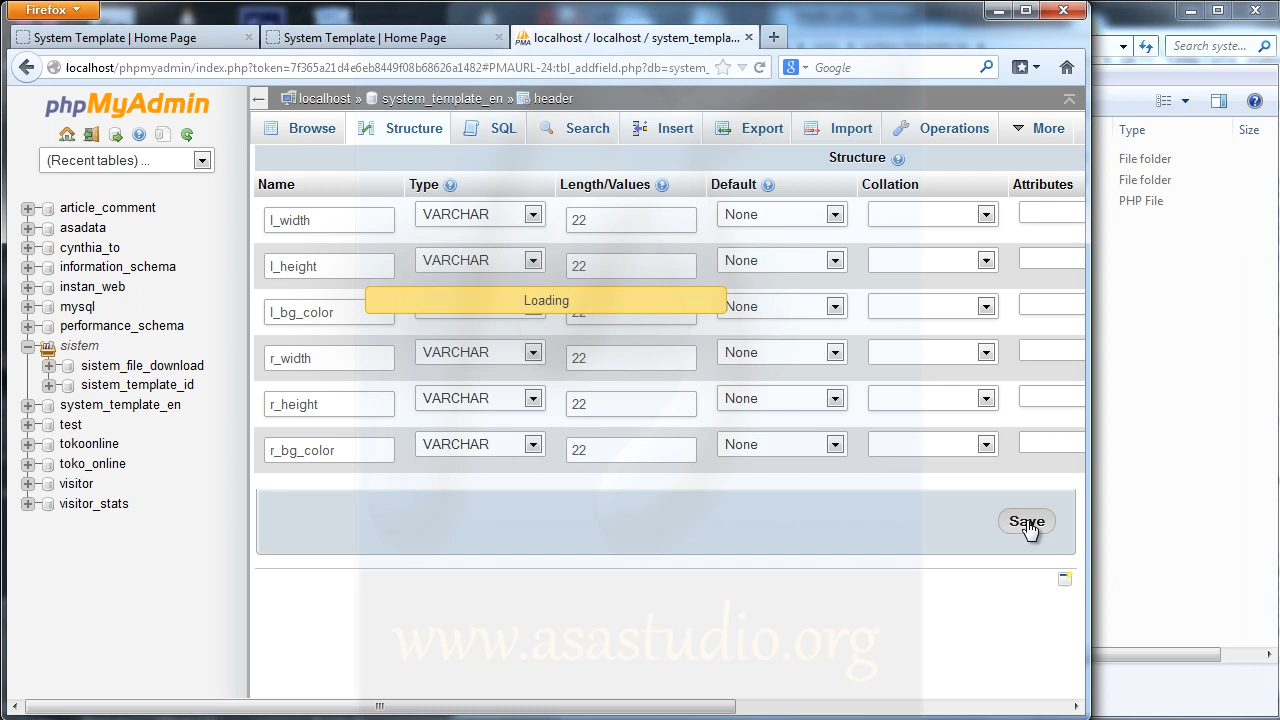 Firefox
System Template | Home Page
System Template | Home Page
PMA
localhost / localhost / system_templa...
localhost/phpmyadmin/index.php?token=7f365a21d4e6eb8449f03b8b626a1482#PMAURL-24:tbl_addfield.php?db=system_
Google
Search syste...
phpMyAdmin
(Recent tables) ...
article_comment
asadata
cynthia_to
information_schema
instan_web
mysql
performance_schema
sistem
sistem_file_download
sistem_template_id
system_template_en
test
tokoonline
toko_online
visitor
visitor_stats
localhost » system_template_en » header
Browse Structure SQL Search Insert Export Import Operations More
Structure
Name Type Length/Values Default Collation Attributes
l_width VARCHAR 22 None
l_height VARCHAR 22 None
Loading
l_bg_color 22 None
r_width VARCHAR 22 None
r_height VARCHAR 22 None
r_bg_color VARCHAR 22 None
Save
www.asastudio.org
Type Size
File folder
File folder
PHP File